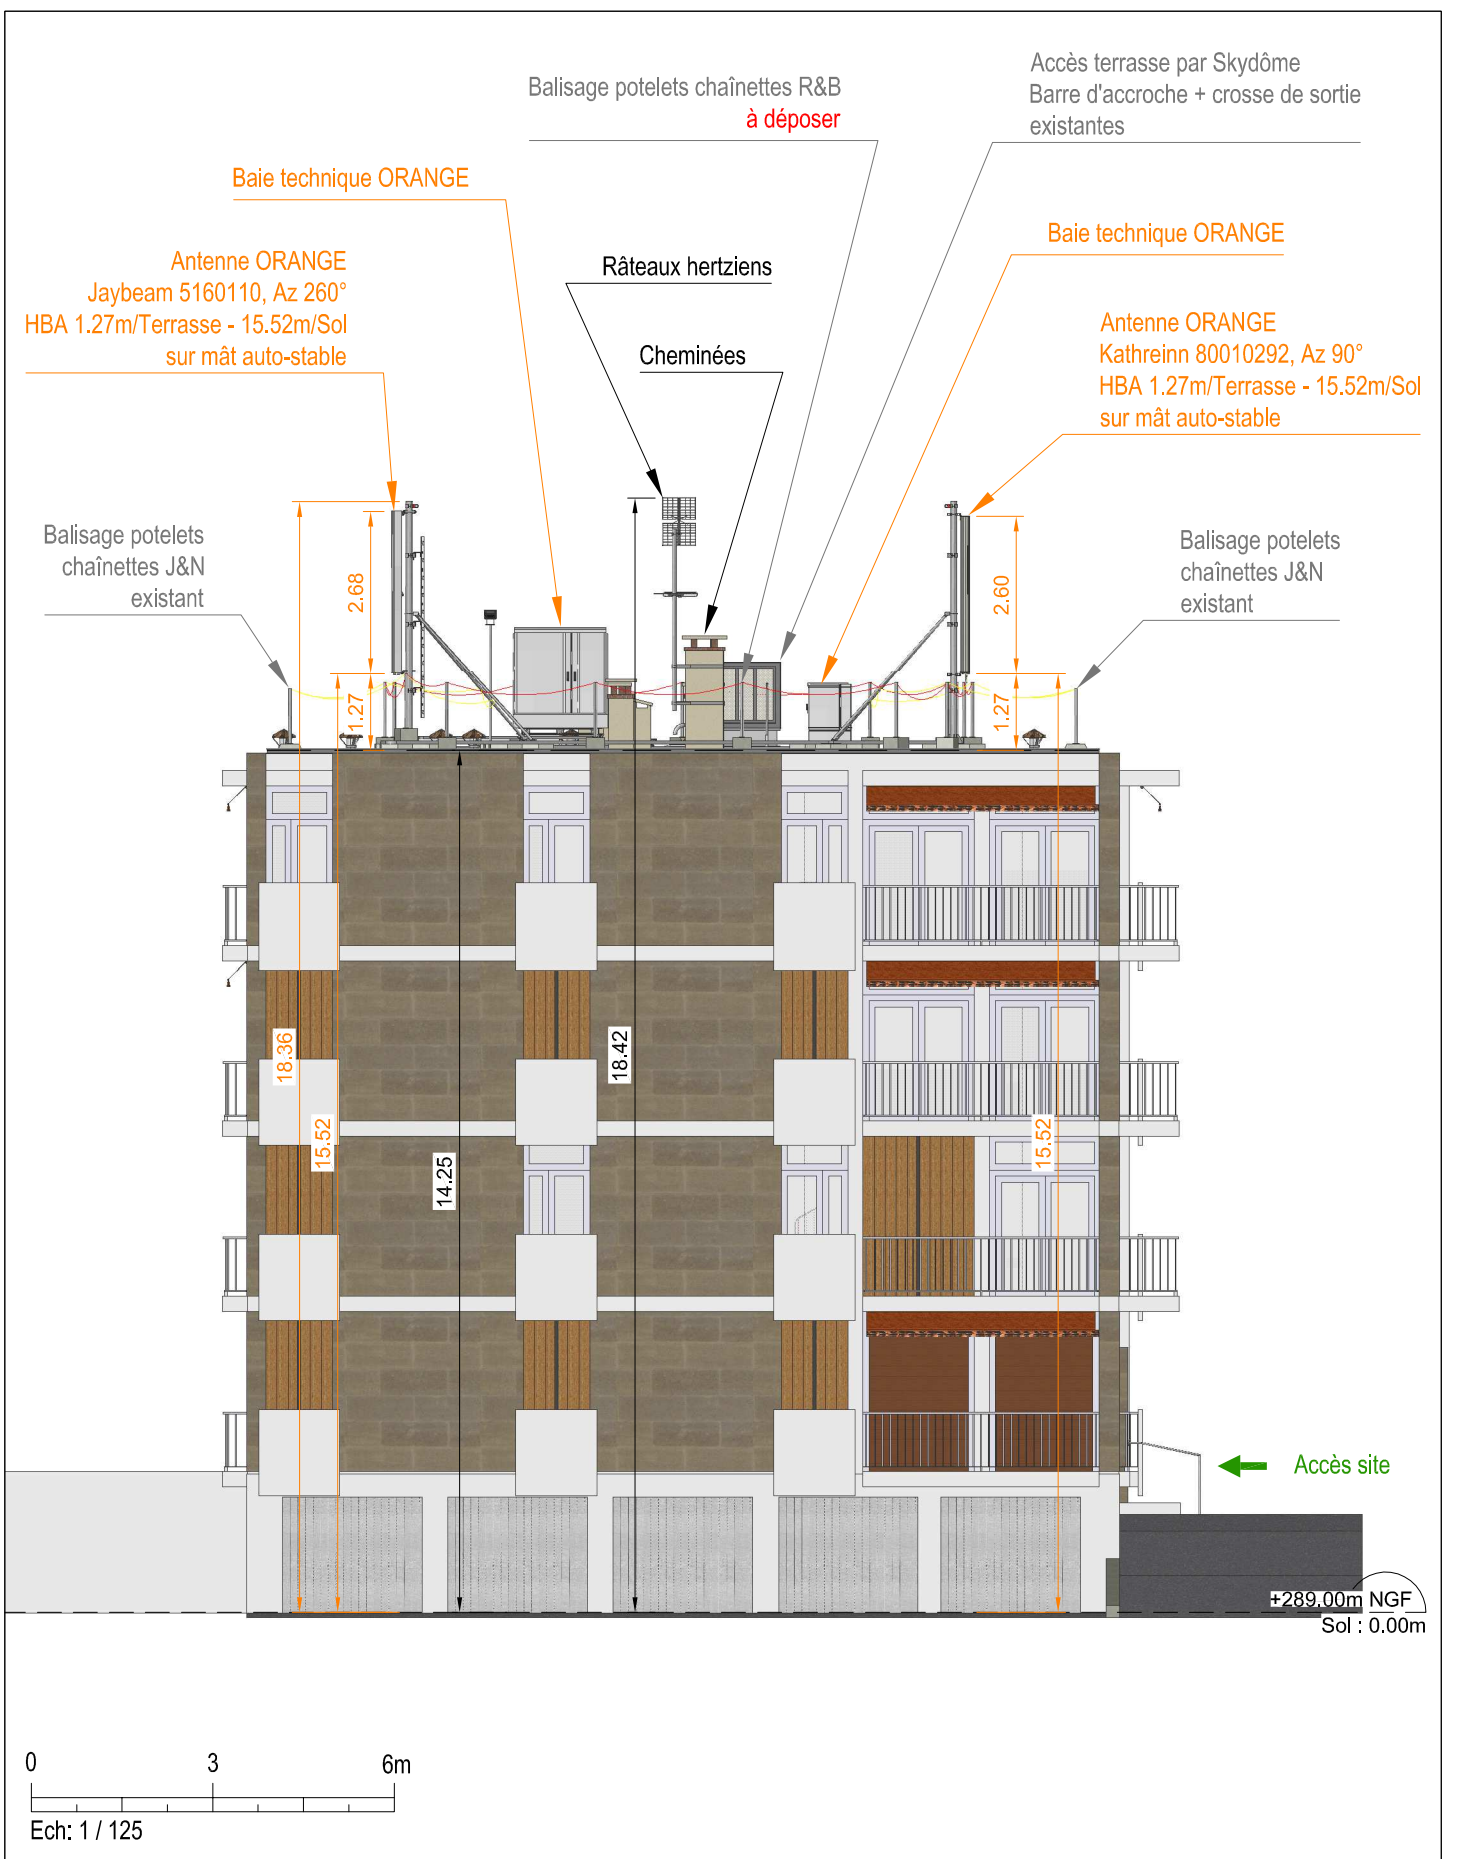 Accès terrasse par Skydôme
Barre d'accroche + crosse de sortie
existantes
Balisage potelets chaînettes R&B
à déposer
Baie technique ORANGE
Baie technique ORANGE
Antenne ORANGE
Jaybeam 5160110, Az 260°
HBA 1.27m/Terrasse - 15.52m/Sol
sur mât auto-stable
Râteaux hertziens
Cheminées
Antenne ORANGE
Kathreinn 80010292, Az 90°
HBA 1.27m/Terrasse - 15.52m/Sol
sur mât auto-stable
Balisage potelets
chaînettes J&N
existant
Balisage potelets
chaînettes J&N
existant
2.68
2.60
1.27
1.27
18.36
18.42
15.52
15.52
14.25
Accès site
+289.00m NGF
Sol : 0.00m
0 3 6m
Ech: 1 / 125